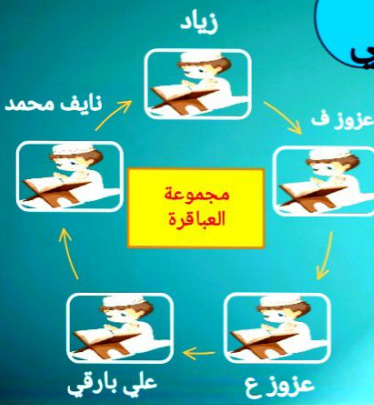 زياد
عزوز ف
نايف محمد
مجموعة
العباقرة
علي بارقي
عزوز ع